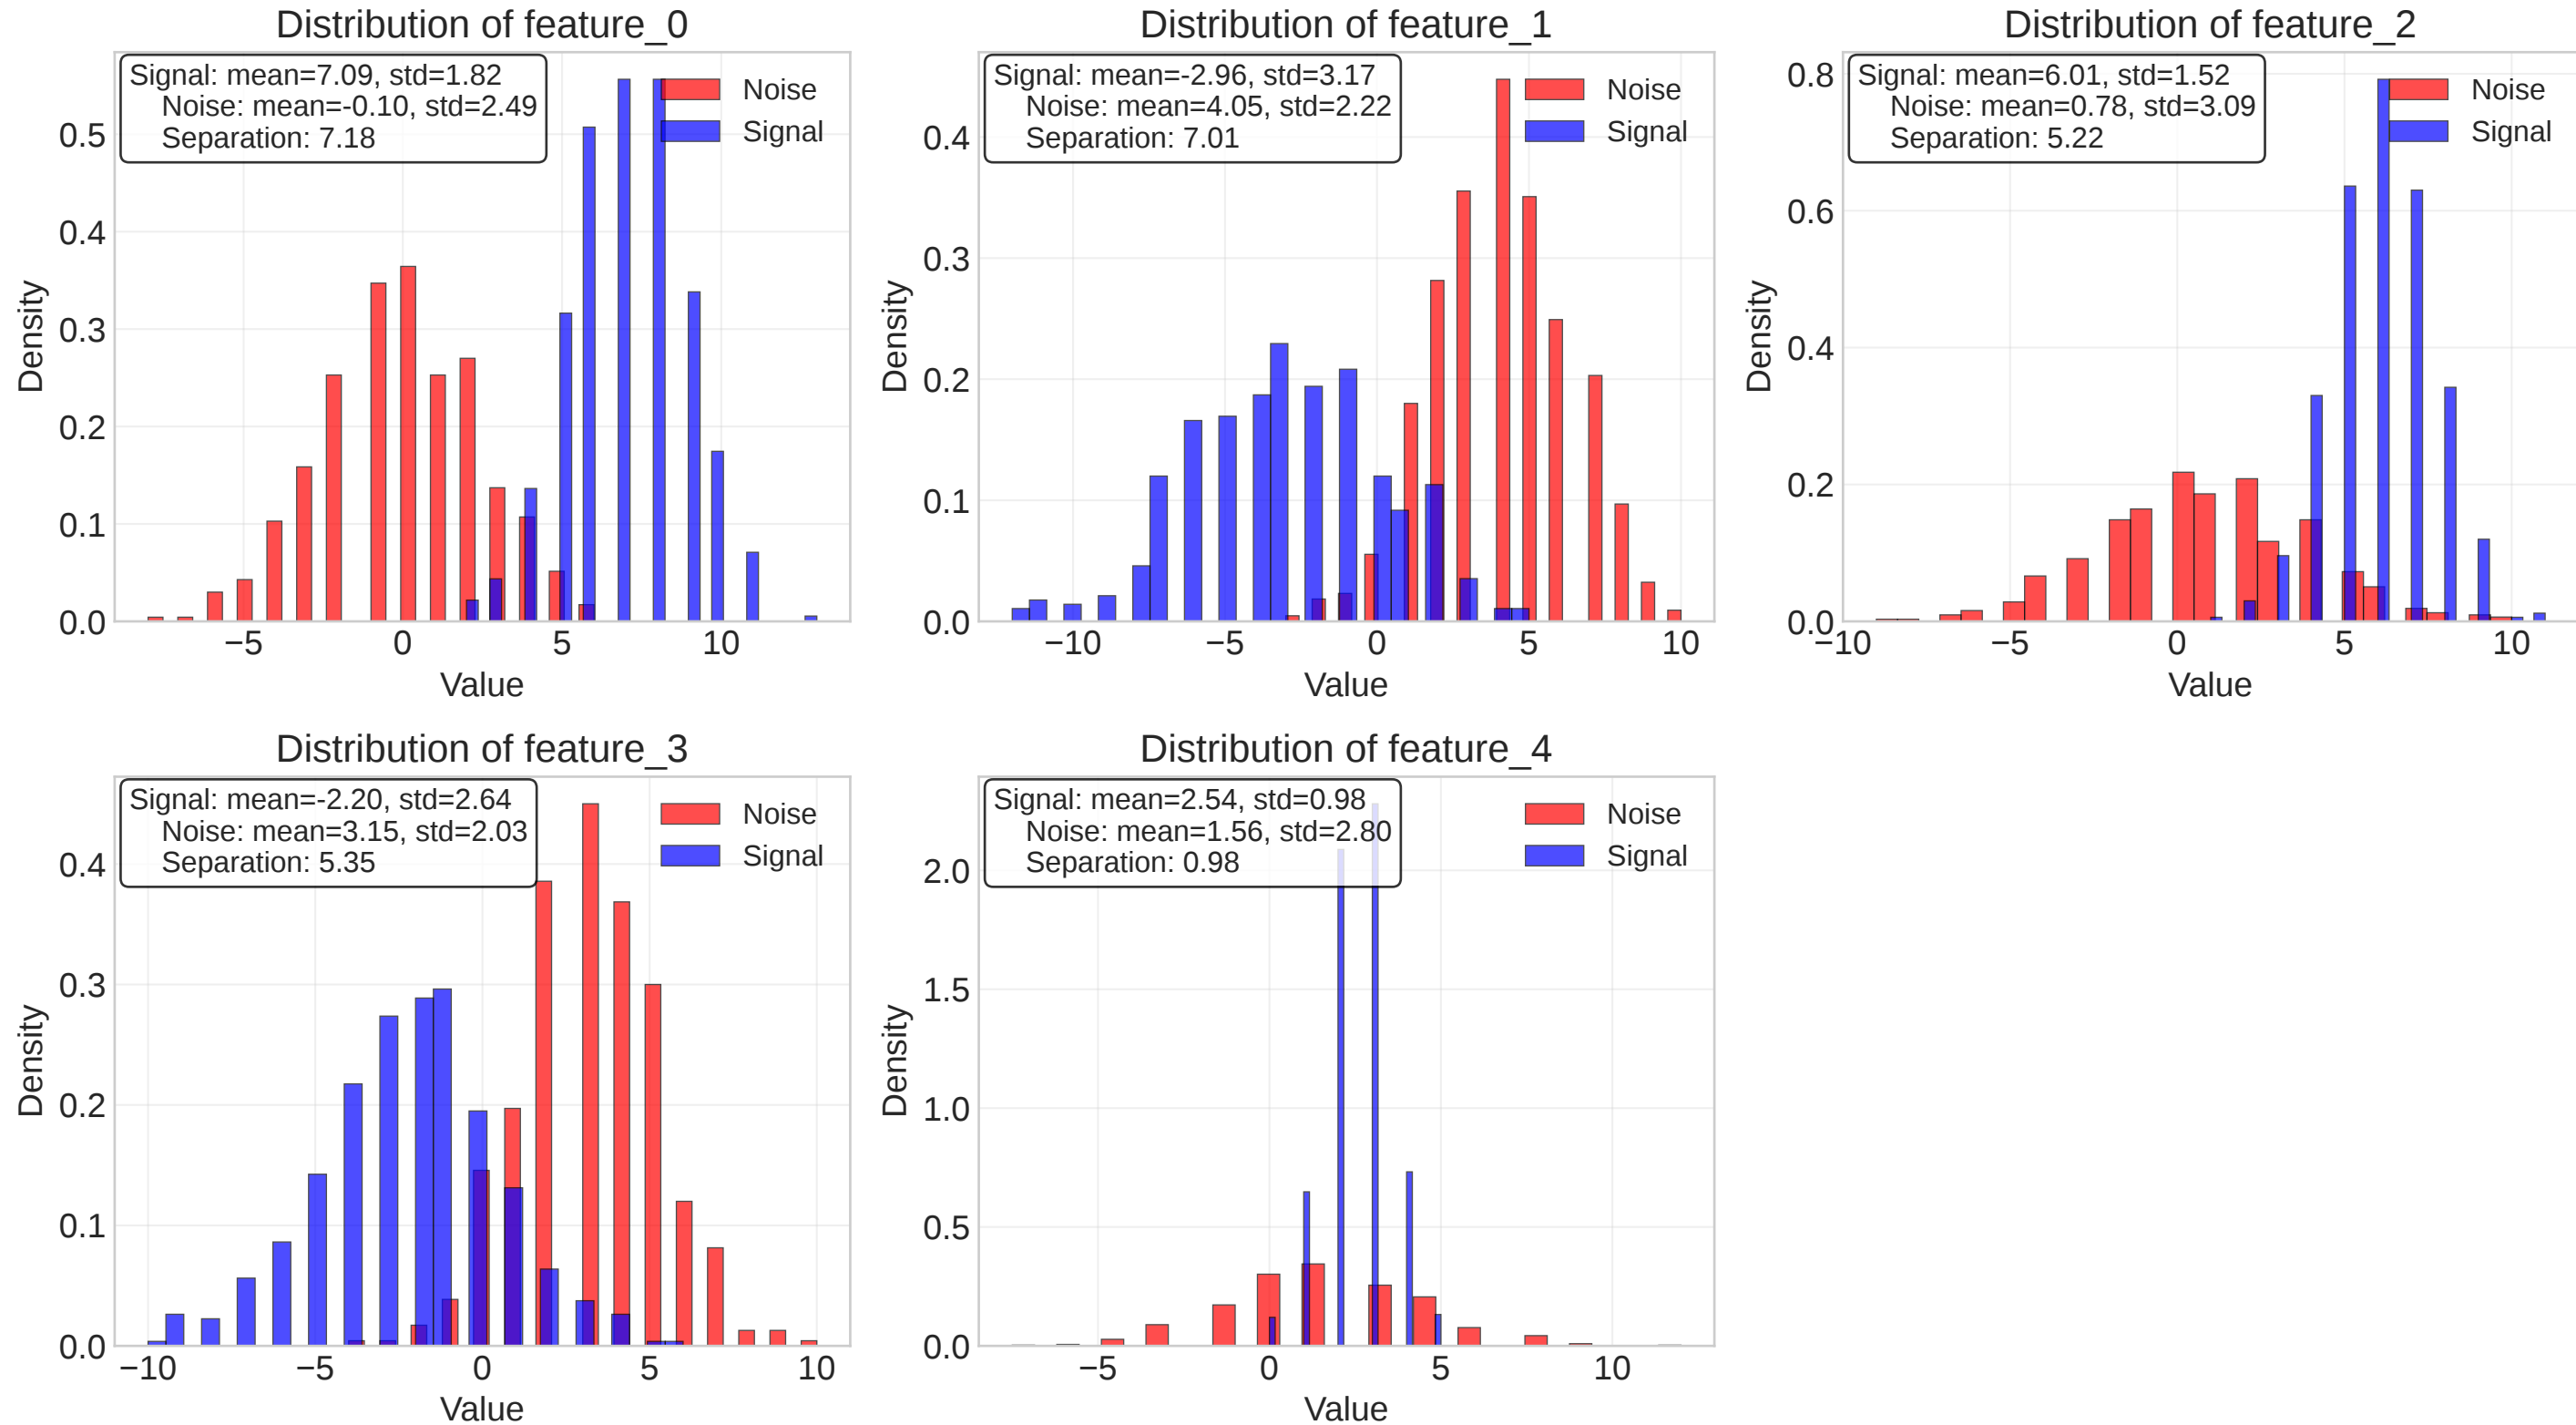 Distribution of feature_0
Signal: mean=7.09, std=1.82
Noise: mean=-0.10, std=2.49
Separation: 7.18
Noise
Signal
Density
0.5
0.4
0.3
0.2
0.1
0.0
−5
0
5
10
Value
Distribution of feature_1
Signal: mean=-2.96, std=3.17
Noise: mean=4.05, std=2.22
Separation: 7.01
Noise
Signal
Density
0.4
0.3
0.2
0.1
0.0
−10
−5
0
5
10
Value
Distribution of feature_2
Signal: mean=6.01, std=1.52
Noise: mean=0.78, std=3.09
Separation: 5.22
Noise
Signal
Density
0.8
0.6
0.4
0.2
0.0
−10
−5
0
5
10
Value
Distribution of feature_3
Signal: mean=-2.20, std=2.64
Noise: mean=3.15, std=2.03
Separation: 5.35
Noise
Signal
Density
0.4
0.3
0.2
0.1
0.0
−10
−5
0
5
10
Value
Distribution of feature_4
Signal: mean=2.54, std=0.98
Noise: mean=1.56, std=2.80
Separation: 0.98
Noise
Signal
Density
2.0
1.5
1.0
0.5
0.0
−5
0
5
10
Value